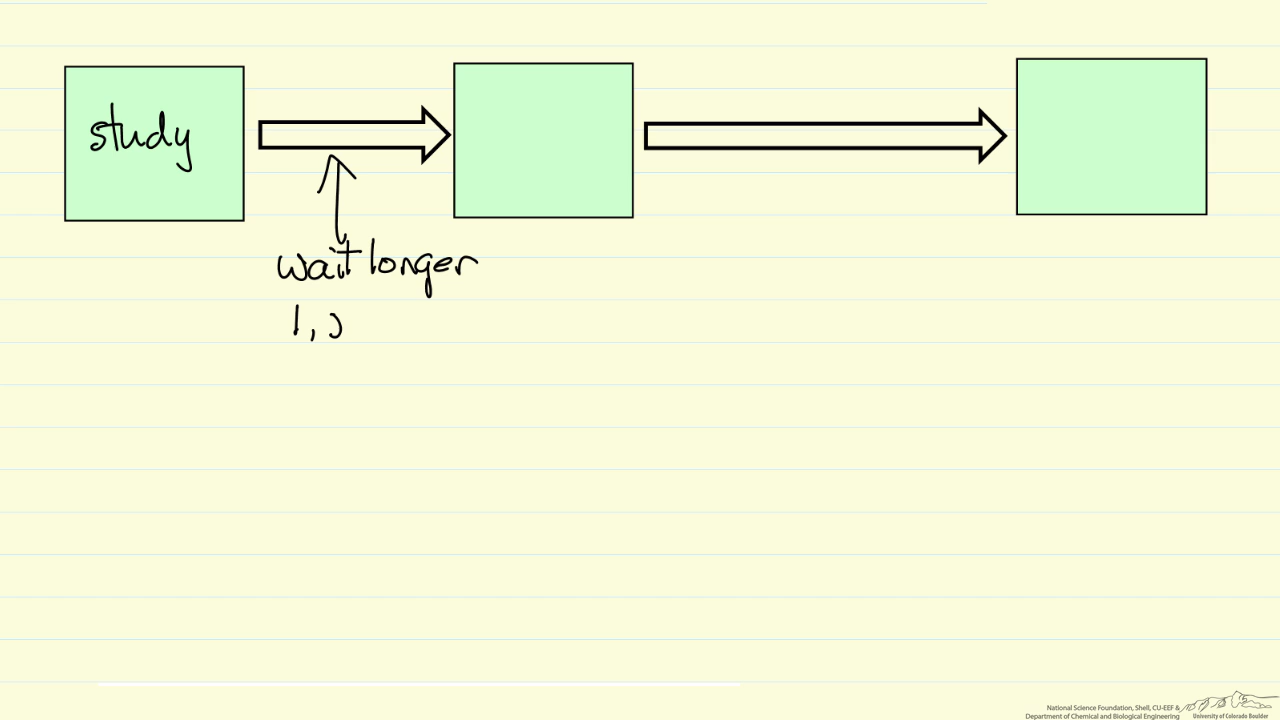 study
wait longer
1,
National Science Foundation, Shell, CU-EEF &
Department of Chemical and Biological Engineering
University of Colorado Boulder